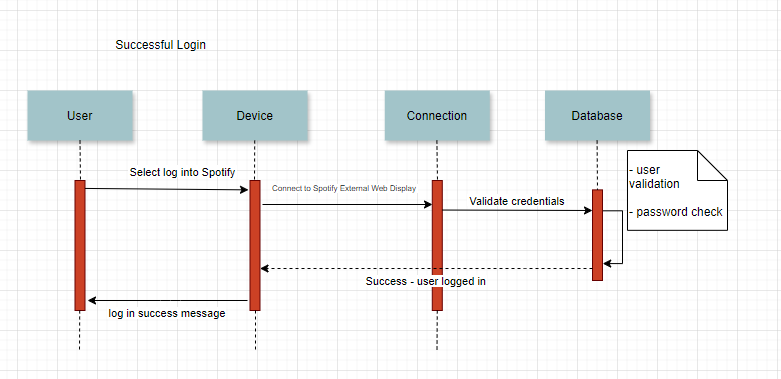 Successful Login
User
Device
Connection
Database
- user
validation
- password check
Select log into Spotify
Connect to Spotify External Web Display
Validate credentials
Success - user logged in
log in success message